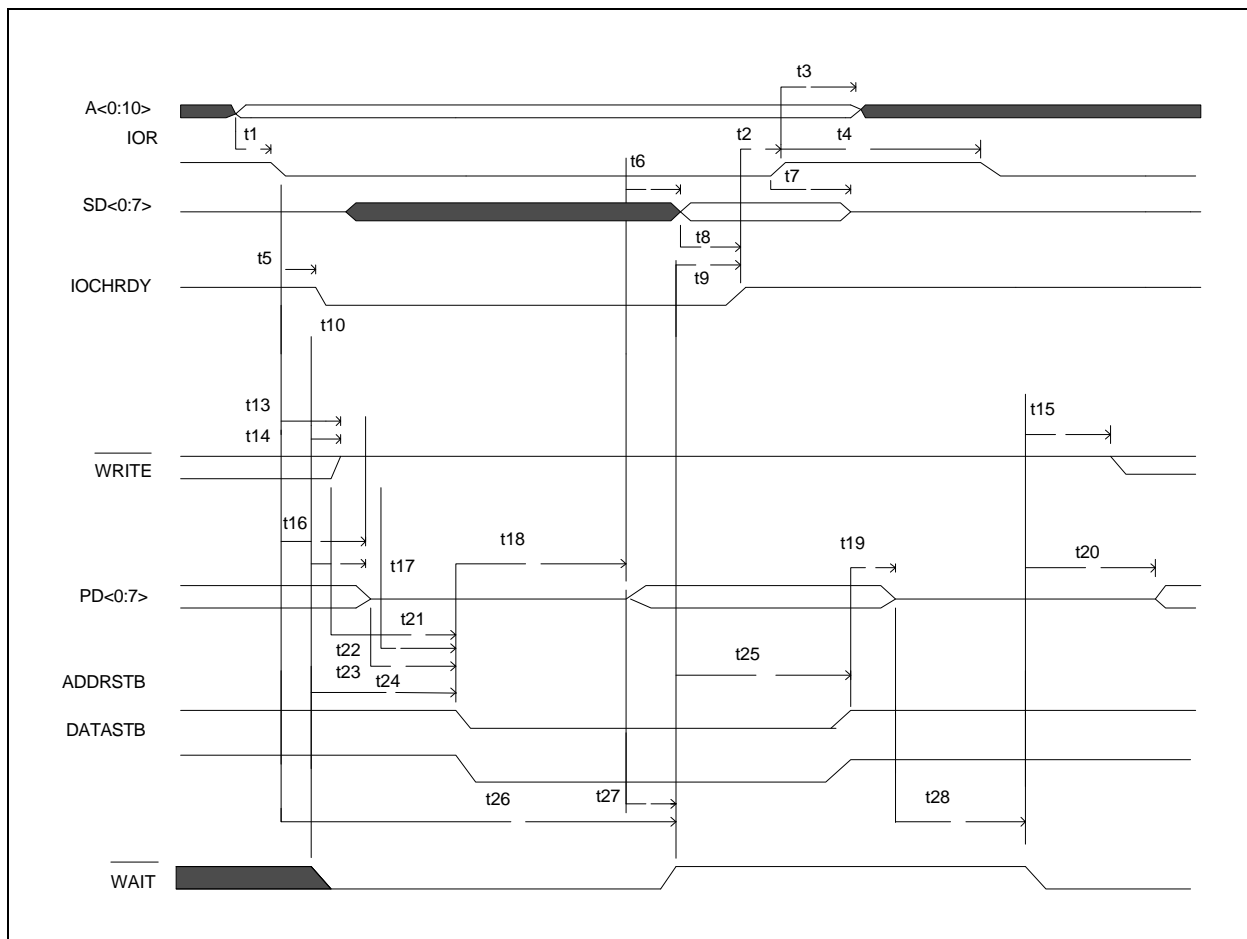 t3
A<0:10>
IOR
t1
t2
t4
t6
t7
SD<0:7>
t8
t5
t9
IOCHRDY
t10
t13
t14
t15
WRITE
t16
t18
t19
t17
t20
PD<0:7>
t21
t22
t23
t24
t25
ADDRSTB
DATASTB
t26
t27
t28
WAIT